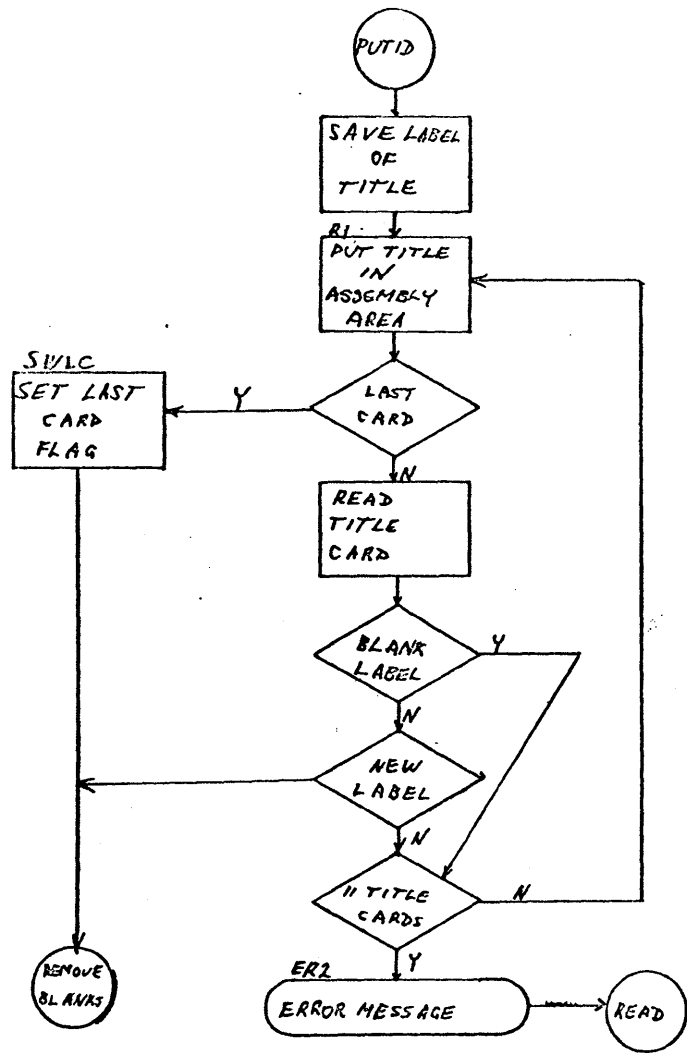 PUTID
SAVE LABEL
OF
TITLE
R1
PUT TITLE
IN
ASSEMBLY
AREA
SWLC
SET LAST
CARD
FLAG
Y
LAST
CARD
N
READ
TITLE
CARD
BLANK
LABEL
Y
N
NEW
LABEL
N
11 TITLE
CARDS
N
Y
REMOVE
BLANKS
ER2
ERROR MESSAGE
READ